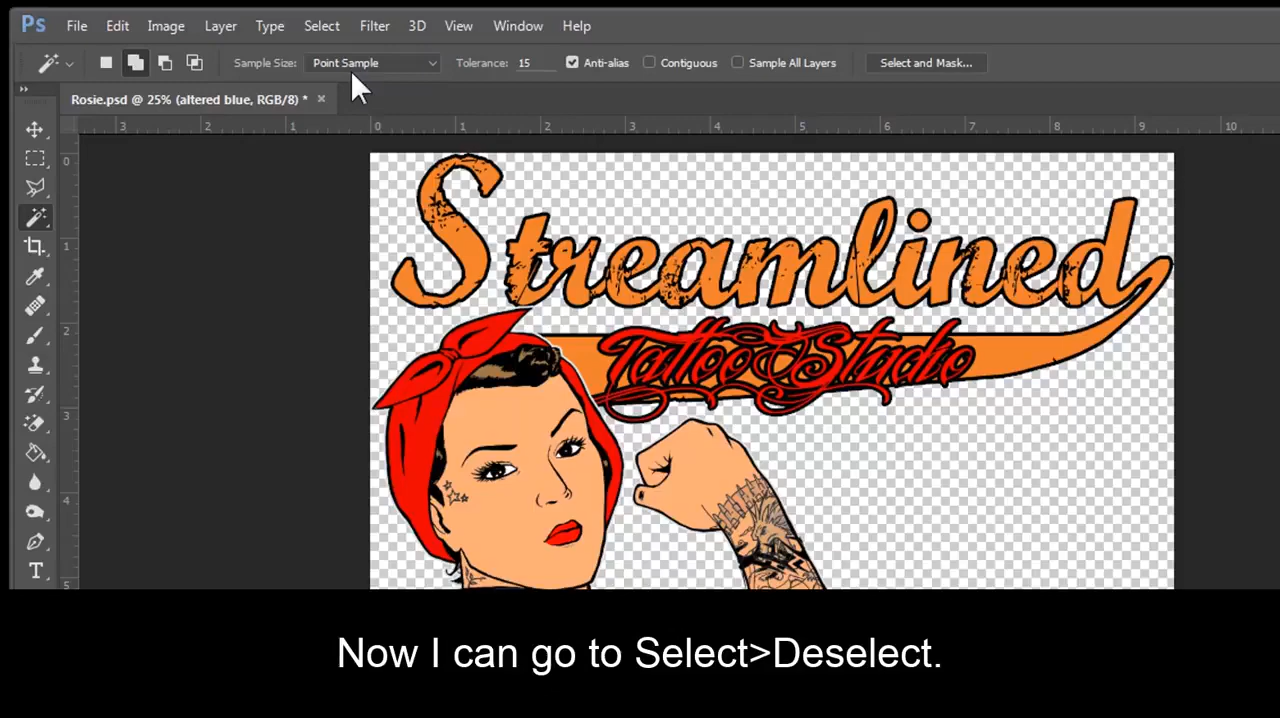 Ps File Edit Image Layer Type Select Filter 3D View Window Help
Sample Size: Point Sample Tolerance: 15 Anti-alias Contiguous Sample All Layers Select and Mask...
Rosie.psd @ 25% (altered blue, RGB/8) * ×
3 2 1 0 1 2 3 4 5 6 7 8 9 10
0
1
2
3
4
5
Streamlined
Tattoo Studio
T
Now I can go to Select>Deselect.